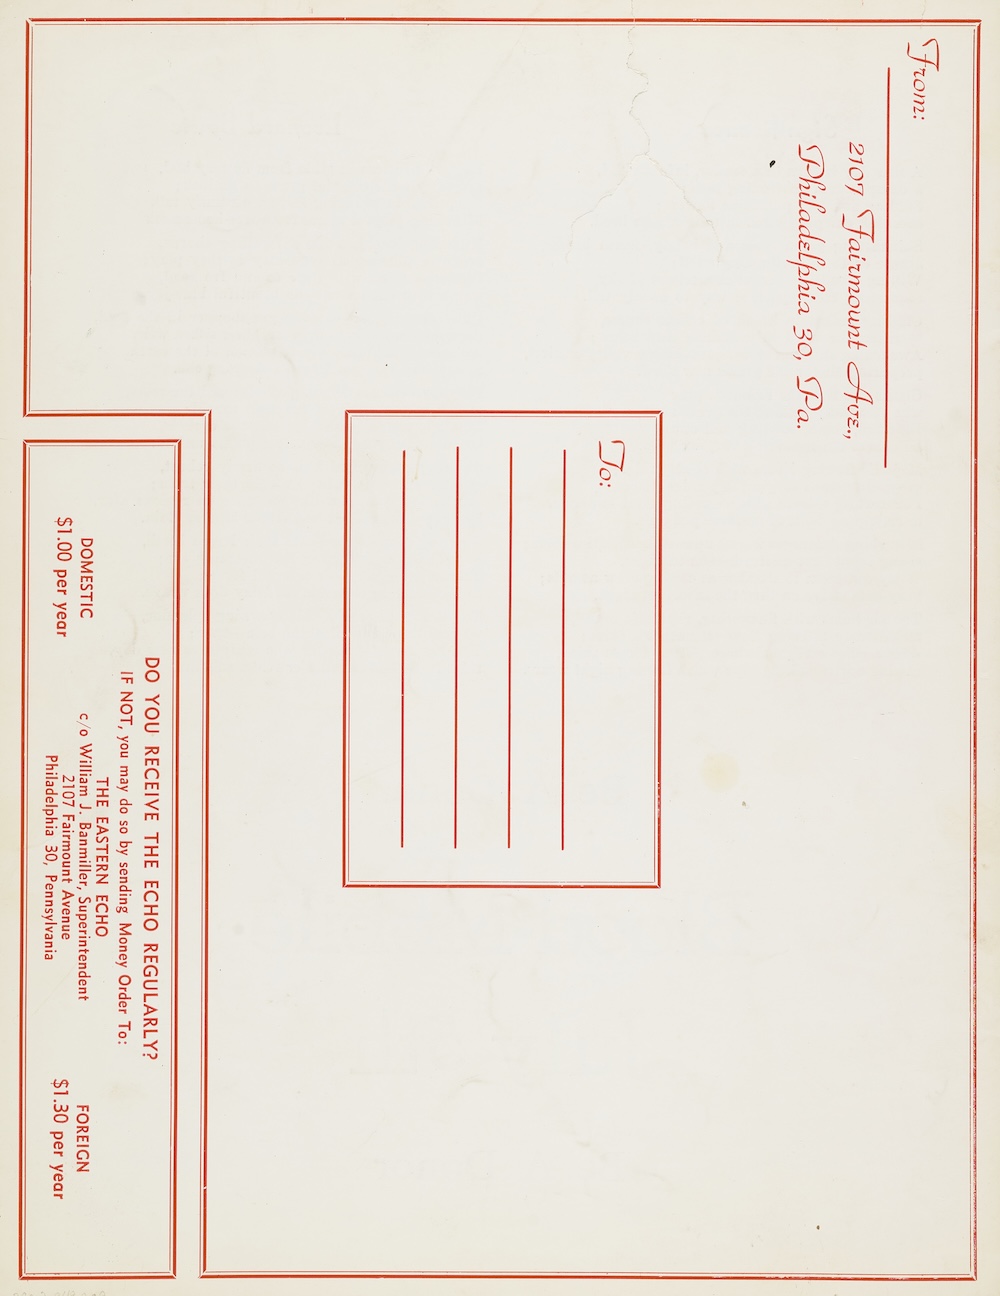 From:
2107 Fairmount Ave.,
Philadelphia 30, Pa.
To:
DO YOU RECEIVE THE ECHO REGULARLY?
IF NOT, you may do so by sending Money Order To:
THE EASTERN ECHO
c/o William J. Banmiller, Superintendent
2107 Fairmount Avenue
Philadelphia 30, Pennsylvania
DOMESTIC
$1.00 per year
FOREIGN
$1.30 per year